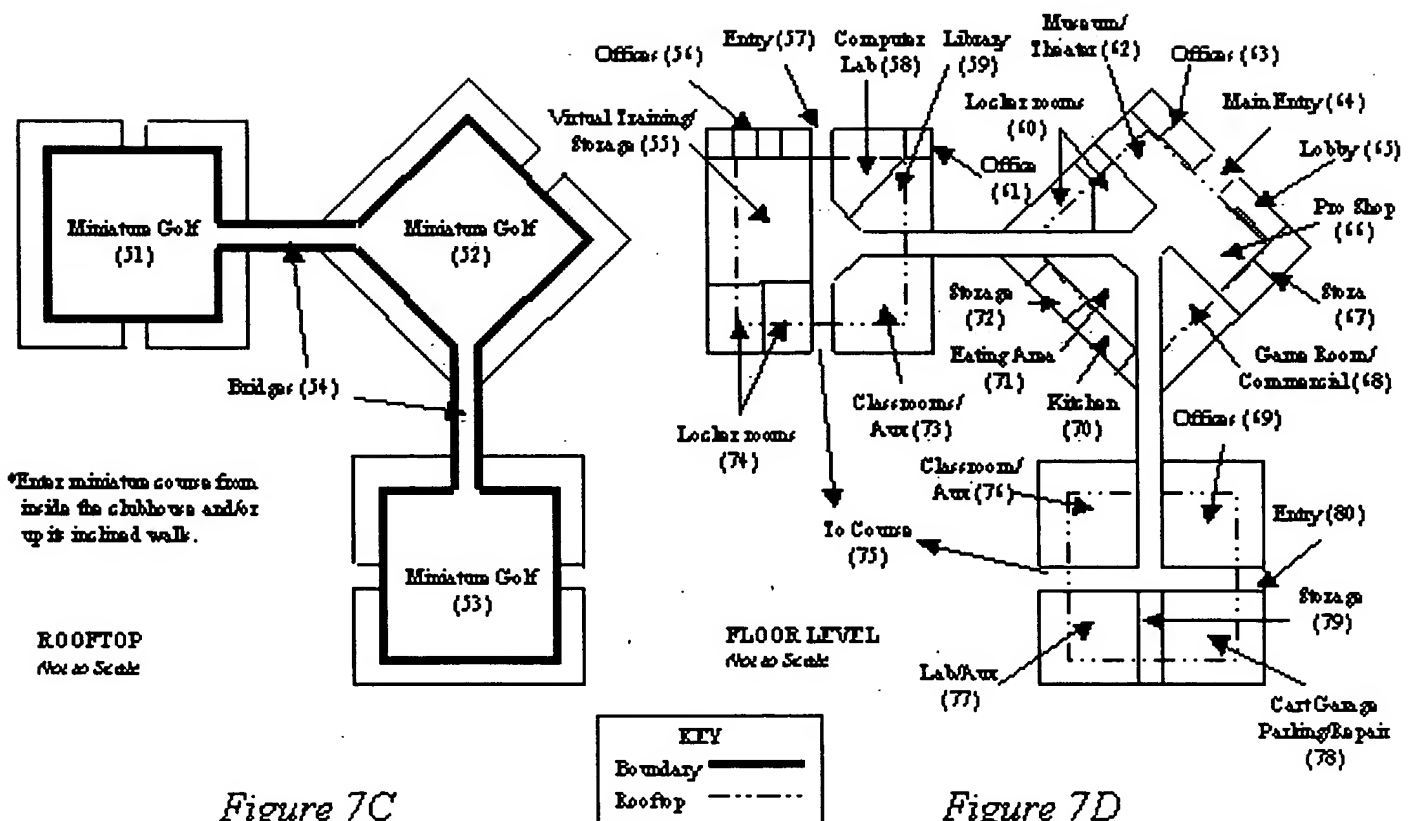 Miniature Golf
(51)
Miniature Golf
(52)
Bridges (54)
*Enter miniature course from
inside the clubhouse and/or
up its inclined walk.
Miniature Golf
(53)
ROOFTOP
Not to Scale
Figure 7C
Offices (56)
Entry (57)
Computer
Lab (58)
Library
(59)
Museum/
Theater (62)
Offices (63)
Virtual Training/
Storage (55)
Locker rooms
(60)
Main Entry (64)
Office
(61)
Lobby (65)
Pro Shop
(66)
Storage
(72)
Stora
(67)
Eating Area
(71)
Game Room/
Commercial (68)
Locker rooms
(74)
Classrooms/
Aux (73)
Kitchen
(70)
Offices (69)
Classroom/
Aux (76)
To Course
(75)
Entry (80)
Storage
(79)
FLOOR LEVEL
Not to Scale
Lab/Aux
(77)
Cart Garage
Parking/Repair
(78)
KEY
Boundary
Rooftop
Figure 7D